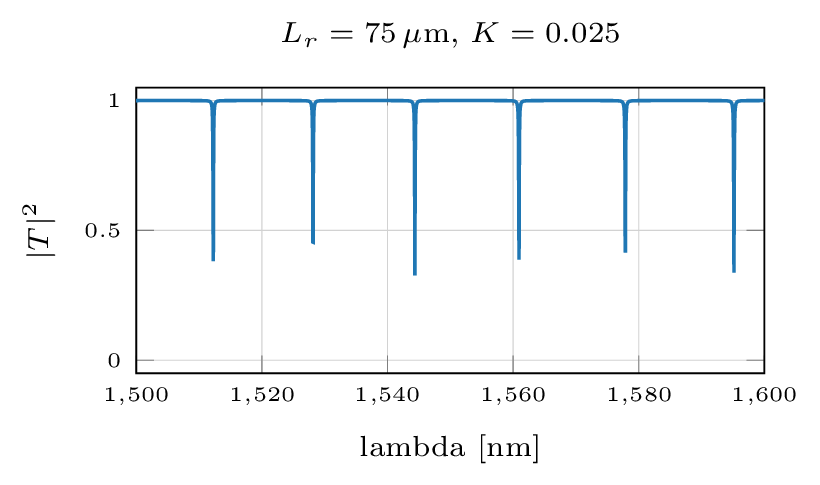 L_r = 75 μm, K = 0.025
1
0.5
0
|T|²
1,500 1,520 1,540 1,560 1,580 1,600
lambda [nm]